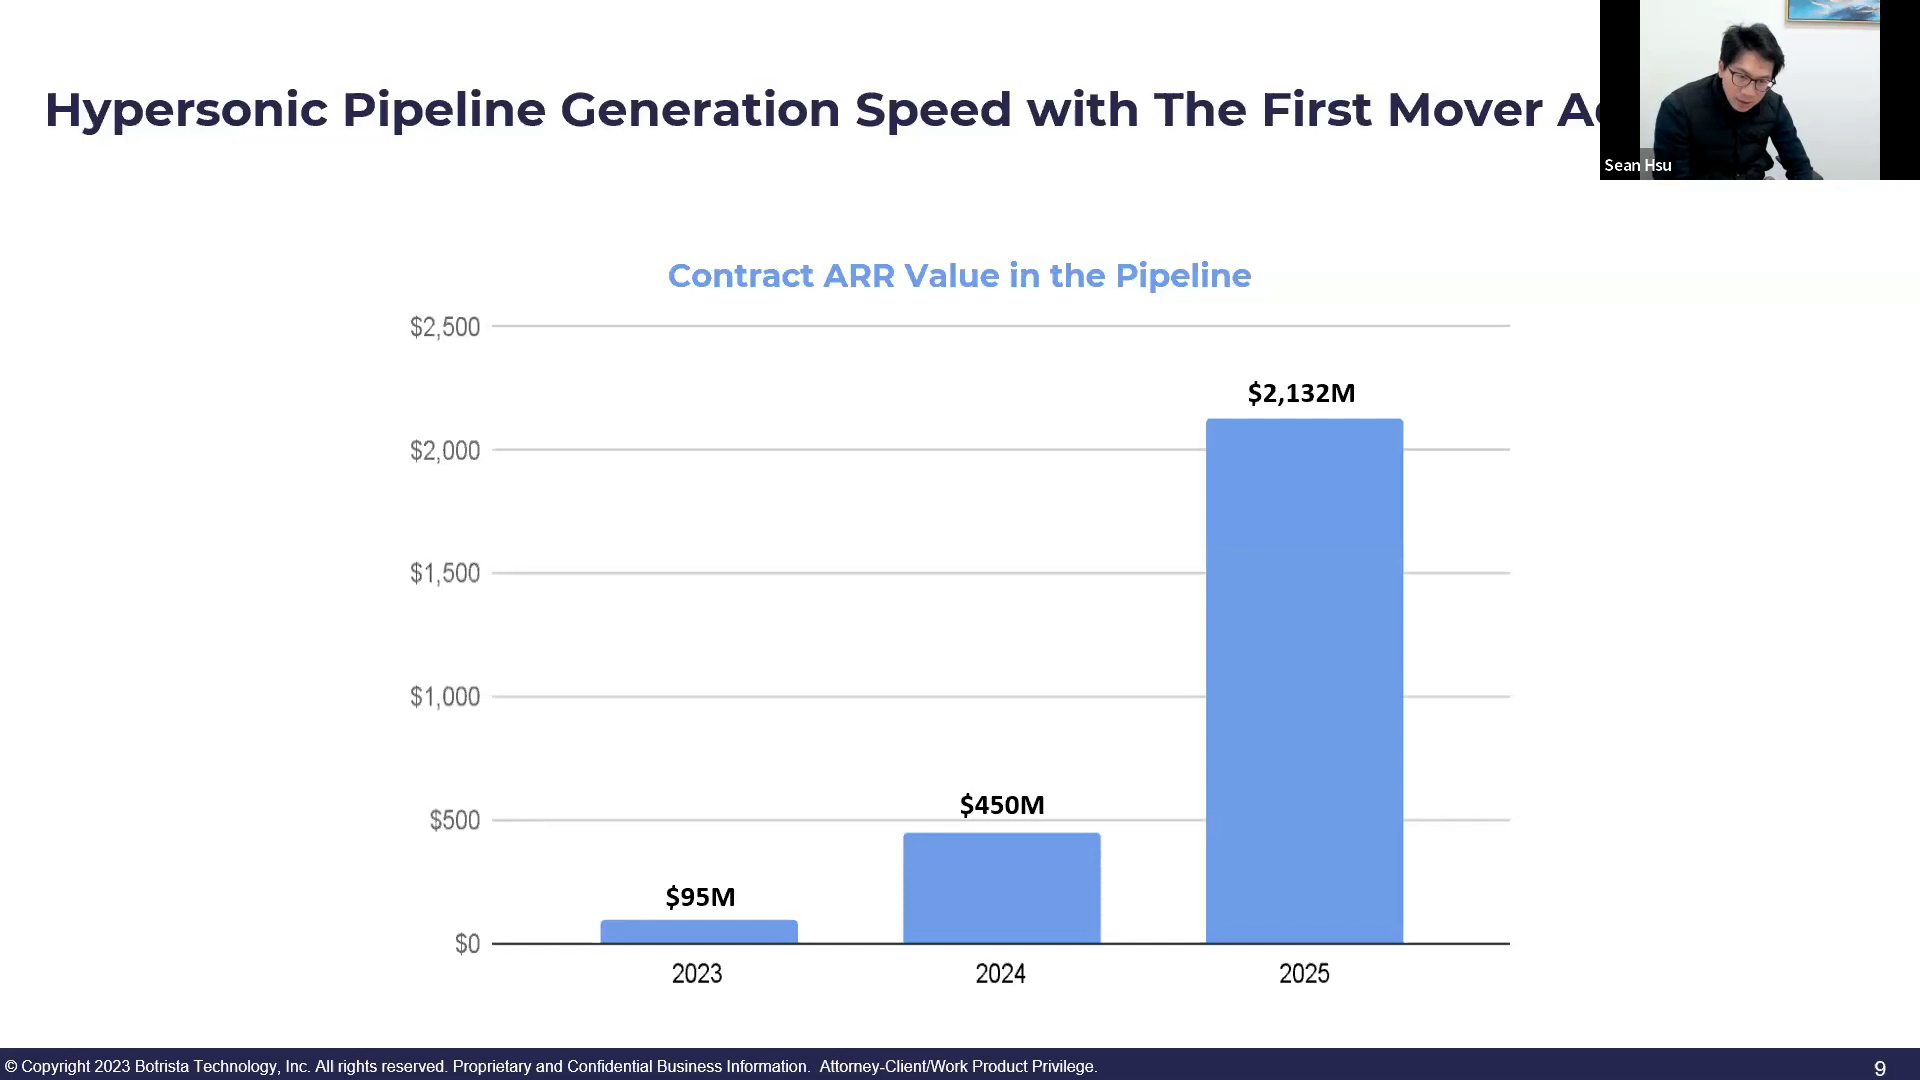 Hypersonic Pipeline Generation Speed with The First Mover
Sean Hsu
Contract ARR Value in the Pipeline
$2,500
$2,132M
$2,000
$1,500
$1,000
$450M
$500
$95M
$0
2023 2024 2025
© Copyright 2023 Botrista Technology, Inc. All rights reserved. Proprietary and Confidential Business Information. Attorney-Client/Work Product Privilege.
9